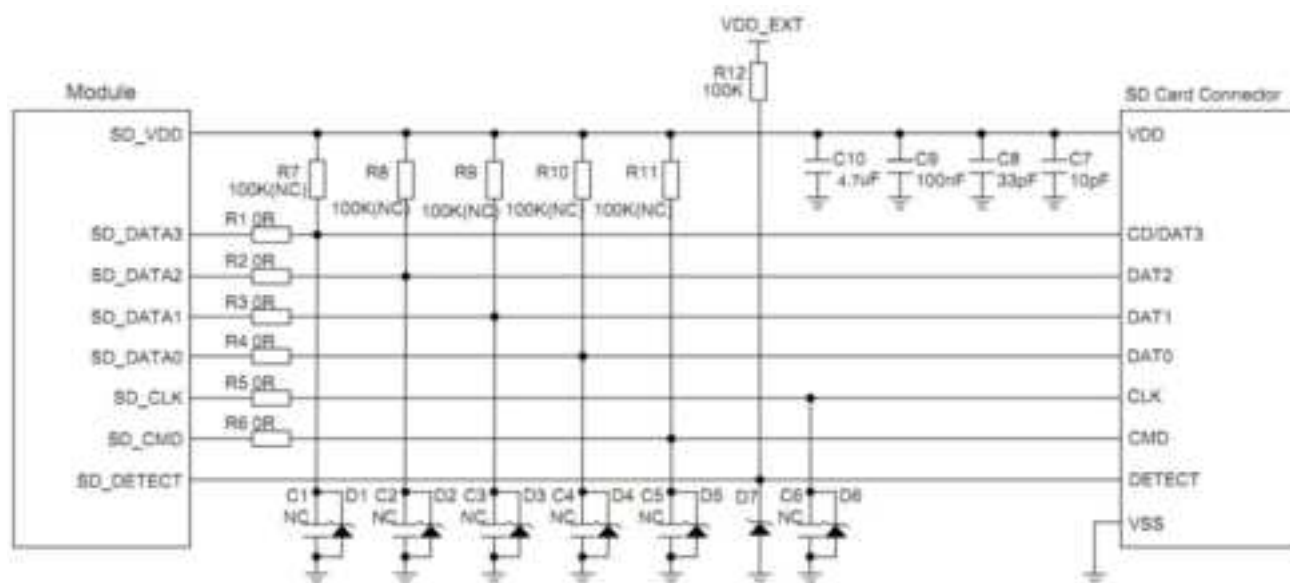 VDD_EXT
R12
100K
Module
SD Card Connector
SD_VDD
VDD
R7
100K(NC)
R8
100K(NC)
R9
100K(NC)
R10
100K(NC)
R11
100K(NC)
C10
4.7uF
C9
100nF
C8
33pF
C7
10pF
SD_DATA3
R1 0R
CD/DAT3
SD_DATA2
R2 0R
DAT2
SD_DATA1
R3 0R
DAT1
SD_DATA0
R4 0R
DAT0
SD_CLK
R5 0R
CLK
SD_CMD
R6 0R
CMD
SD_DETECT
DETECT
C1
NC
D1
C2
NC
D2
C3
NC
D3
C4
NC
D4
C5
NC
D5
D7
C6
NC
D6
VSS